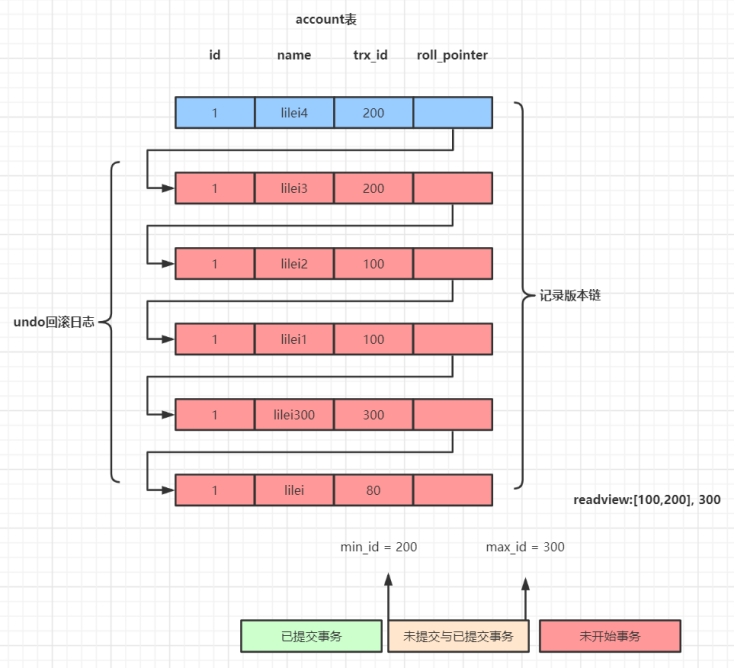 account表
id name trx_id roll_pointer
1 lilei4 200
1 lilei3 200
1 lilei2 100
记录版本链
undo回滚日志
1 lilei1 100
1 lilei300 300
1 lilei 80
readview:[100,200], 300
min_id = 200 max_id = 300
已提交事务 未提交与已提交事务 未开始事务